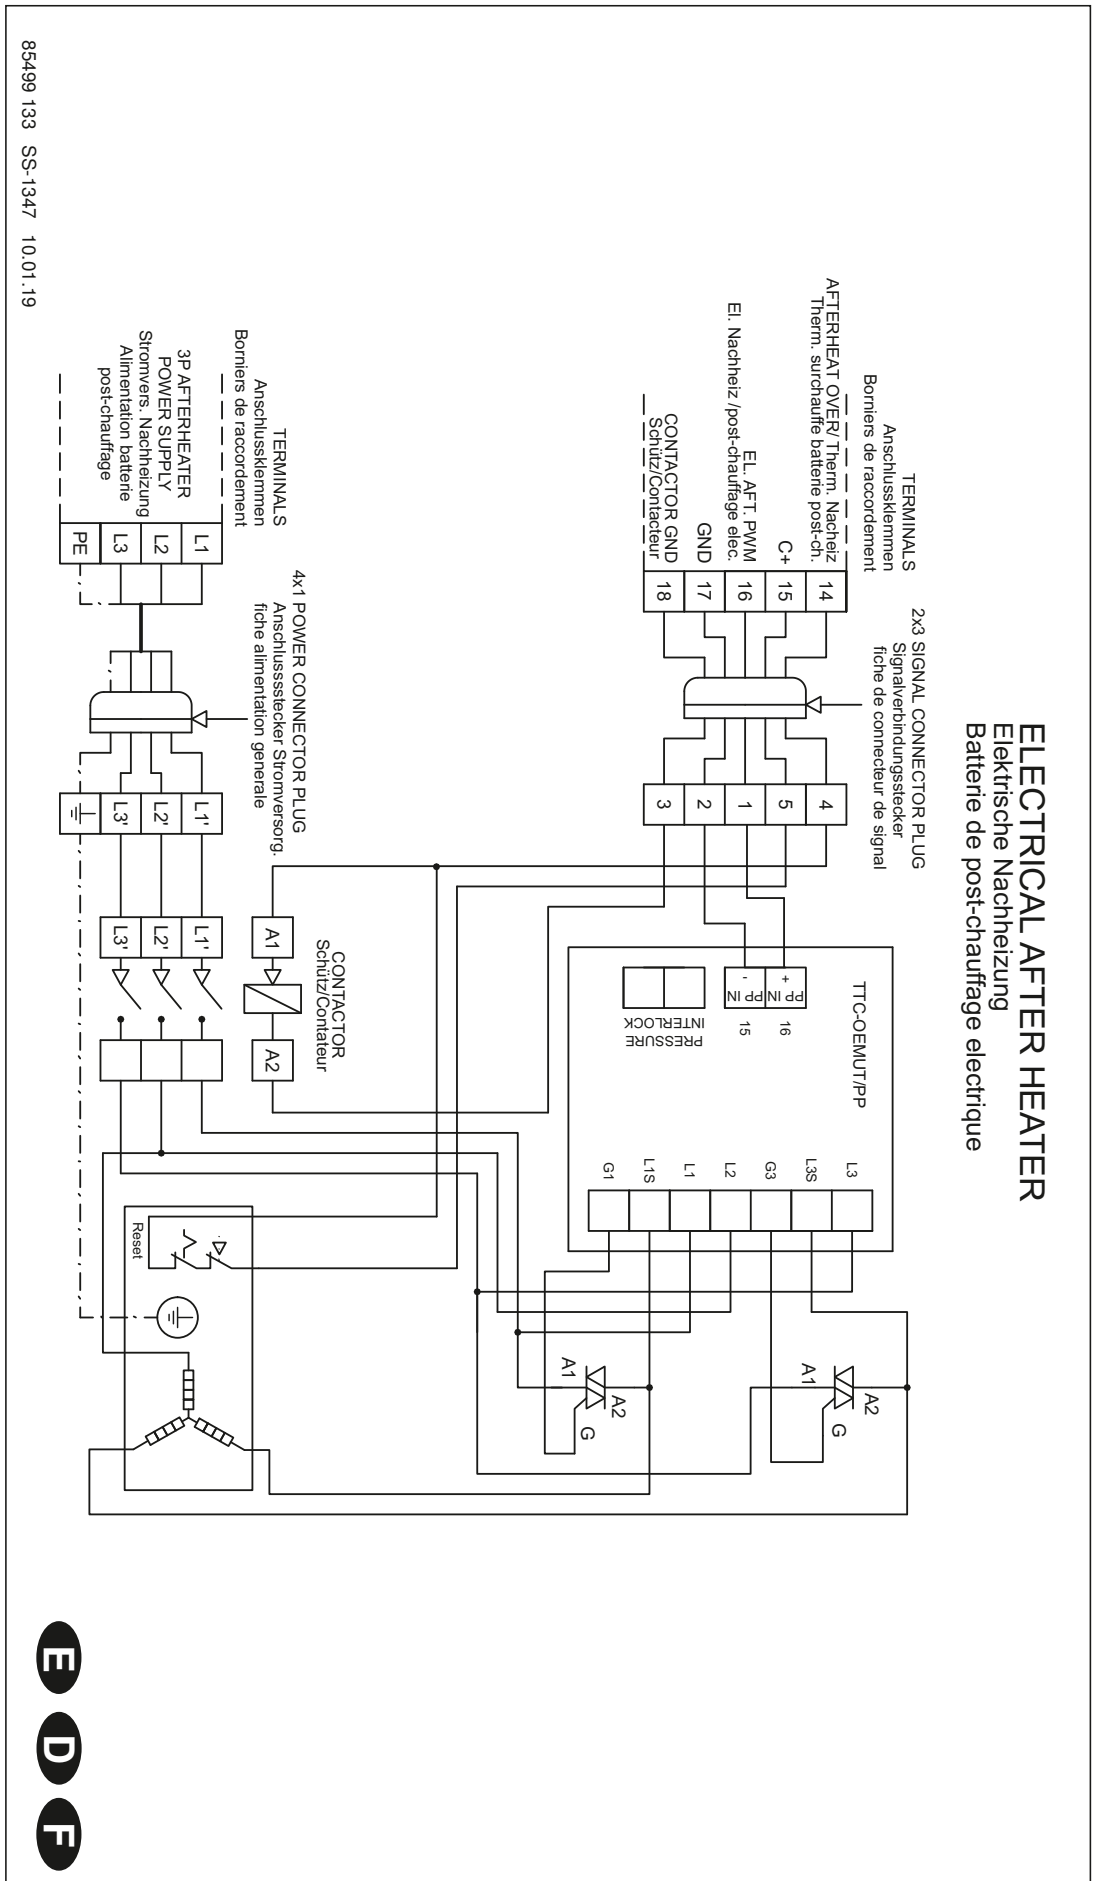 ELECTRICAL AFTER HEATER
Elektrische Nachheizung
Batterie de post-chauffage electrique
TERMINALS
Anschlussklemmen
Borniers de raccordement
AFTERHEAT OVER/ Therm. Nacheiz
Therm. surchauffe batterie post-ch.
C+
EL. AFT. PWM
El. Nachheiz /post-chauffage elec.
GND
CONTACTOR GND
Schütz/Contacteur
14
15
16
17
18
2x3 SIGNAL CONNECTOR PLUG
Signalverbindungsstecker
fiche de connecteur de signal
4
5
1
2
3
TTC-OEMUT/PP
+ PP IN
- PP IN
16
15
PRESSURE
INTERLOCK
L3
L3S
G3
L2
L1
L1S
G1
A1
A2
G
A1
A2
G
TERMINALS
Anschlussklemmen
Borniers de raccordement
3P AFTERHEATER
POWER SUPPLY
Stromvers. Nachheizung
Alimentation batterie
post-chauffage
L1
L2
L3
PE
4x1 POWER CONNECTOR PLUG
Anschlussstecker Stromversorg.
fiche alimentation generale
L1'
L2'
L3'
CONTACTOR
Schütz/Contateur
A1
A2
L1'
L2'
L3'
Reset
85499 133 SS-1347 10.01.19
E D F